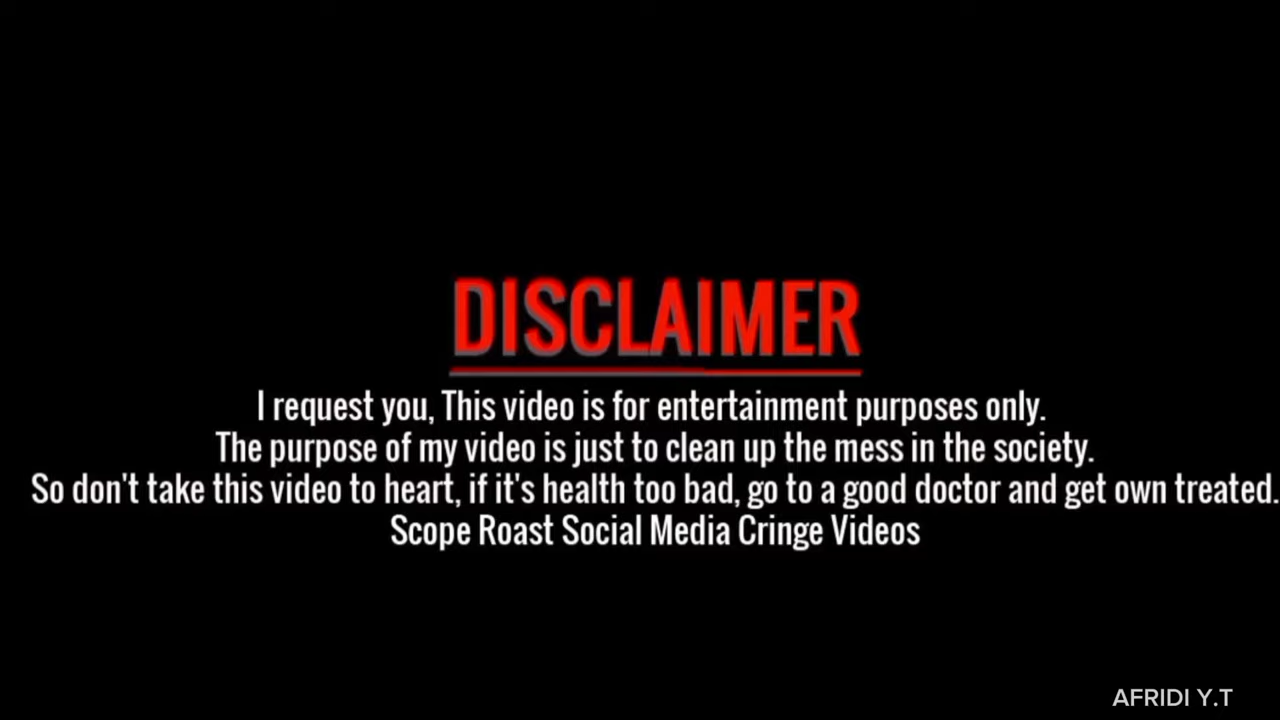 DISCLAIMER
I request you, This video is for entertainment purposes only.
The purpose of my video is just to clean up the mess in the society.
So don't take this video to heart, if it's health too bad, go to a good doctor and get own treated.
Scope Roast Social Media Cringe Videos
AFRIDI Y.T